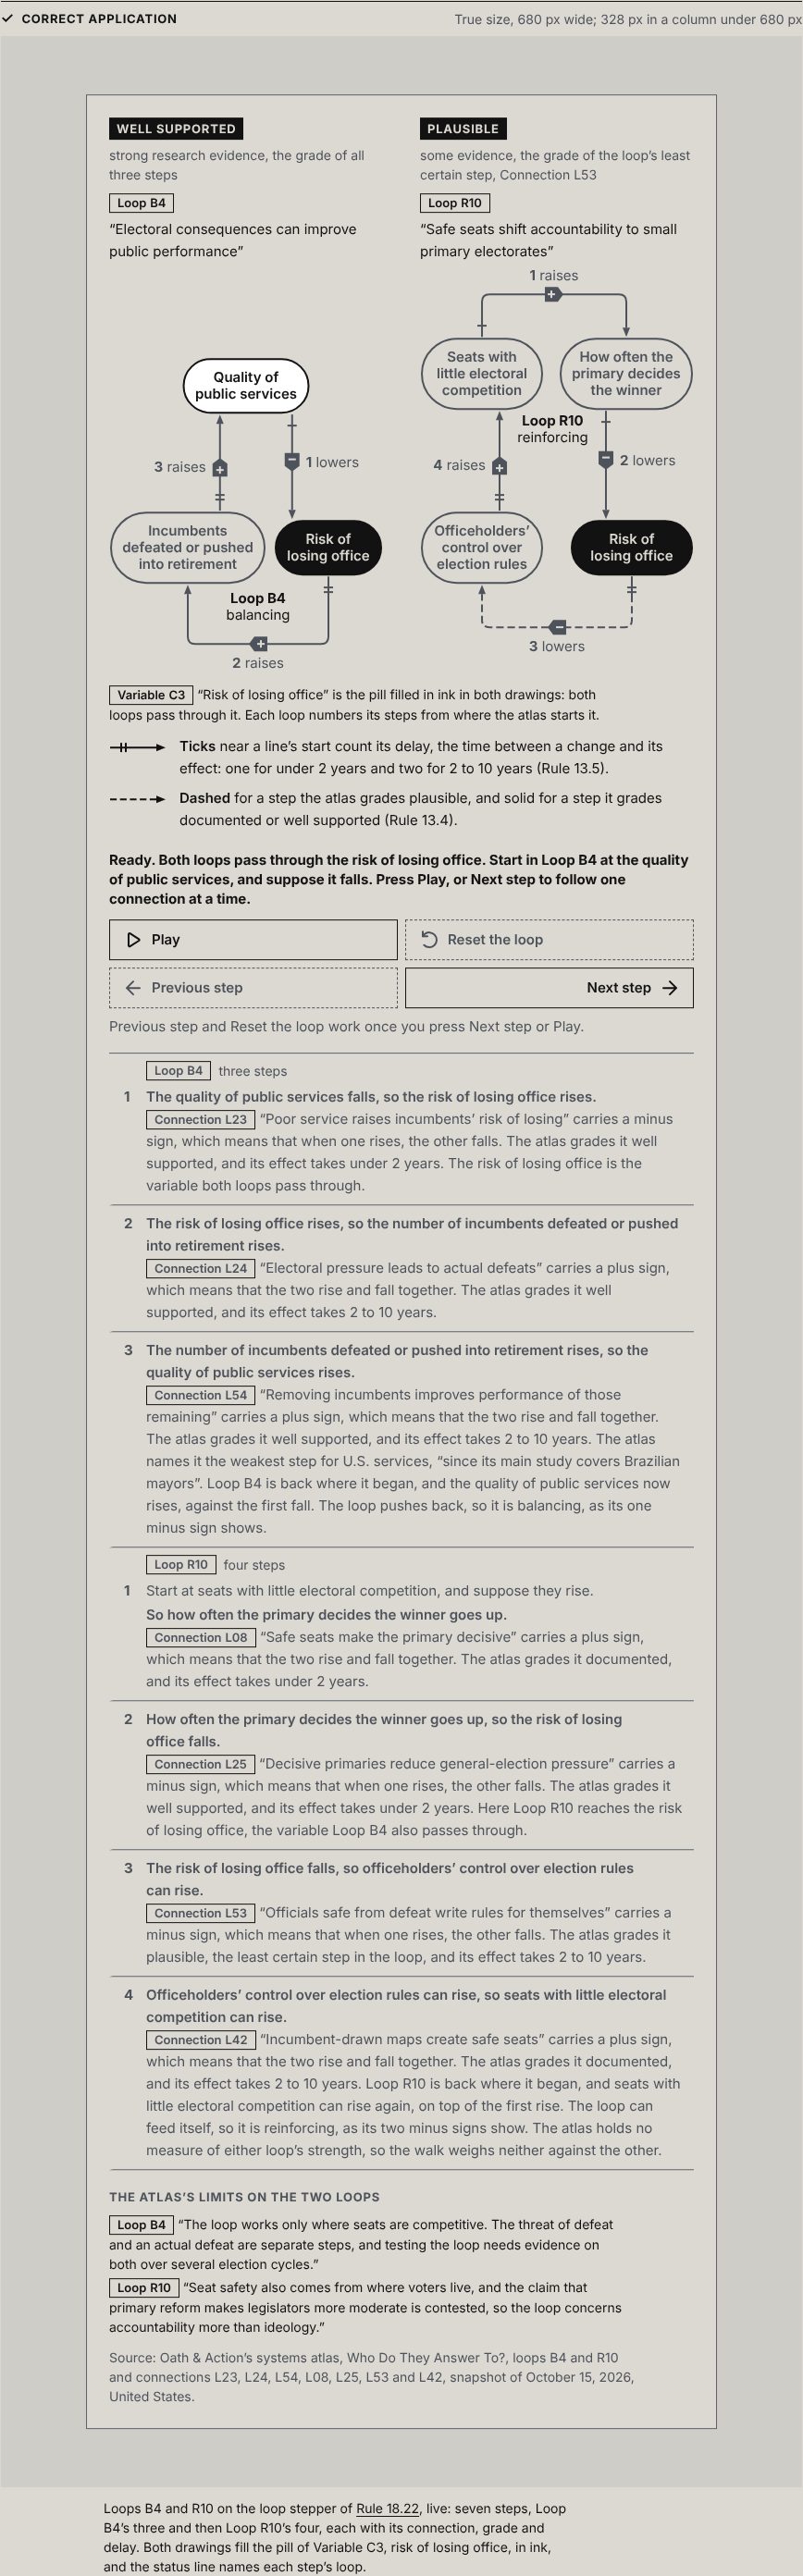 ✓ CORRECT APPLICATION
True size, 680 px wide; 328 px in a column under 680 px
WELL SUPPORTED
strong research evidence, the grade of all
three steps
Loop B4
“Electoral consequences can improve
public performance”
PLAUSIBLE
some evidence, the grade of the loop’s least
certain step, Connection L53
Loop R10
“Safe seats shift accountability to small
primary electorates”
Quality of
public services
3 raises
+
−
1 lowers
Incumbents
defeated or pushed
into retirement
Risk of
losing office
Loop B4
balancing
+
2 raises
1 raises
+
Seats with
little electoral
competition
How often the
primary decides
the winner
Loop R10
reinforcing
4 raises
+
−
2 lowers
Officeholders’
control over
election rules
Risk of
losing office
−
3 lowers
Variable C3 “Risk of losing office” is the pill filled in ink in both drawings: both
loops pass through it. Each loop numbers its steps from where the atlas starts it.
Ticks near a line’s start count its delay, the time between a change and its
effect: one for under 2 years and two for 2 to 10 years (Rule 13.5).
Dashed for a step the atlas grades plausible, and solid for a step it grades
documented or well supported (Rule 13.4).
Ready. Both loops pass through the risk of losing office. Start in Loop B4 at the quality
of public services, and suppose it falls. Press Play, or Next step to follow one
connection at a time.
Play
Reset the loop
Previous step
Next step
Previous step and Reset the loop work once you press Next step or Play.
Loop B4 three steps
1 The quality of public services falls, so the risk of losing office rises.
Connection L23 “Poor service raises incumbents’ risk of losing” carries a minus
sign, which means that when one rises, the other falls. The atlas grades it well
supported, and its effect takes under 2 years. The risk of losing office is the
variable both loops pass through.
2 The risk of losing office rises, so the number of incumbents defeated or pushed
into retirement rises.
Connection L24 “Electoral pressure leads to actual defeats” carries a plus sign,
which means that the two rise and fall together. The atlas grades it well
supported, and its effect takes 2 to 10 years.
3 The number of incumbents defeated or pushed into retirement rises, so the
quality of public services rises.
Connection L54 “Removing incumbents improves performance of those
remaining” carries a plus sign, which means that the two rise and fall together.
The atlas grades it well supported, and its effect takes 2 to 10 years. The atlas
names it the weakest step for U.S. services, “since its main study covers Brazilian
mayors”. Loop B4 is back where it began, and the quality of public services now
rises, against the first fall. The loop pushes back, so it is balancing, as its one
minus sign shows.
Loop R10 four steps
1 Start at seats with little electoral competition, and suppose they rise.
So how often the primary decides the winner goes up.
Connection L08 “Safe seats make the primary decisive” carries a plus sign,
which means that the two rise and fall together. The atlas grades it documented,
and its effect takes under 2 years.
2 How often the primary decides the winner goes up, so the risk of losing
office falls.
Connection L25 “Decisive primaries reduce general-election pressure” carries a
minus sign, which means that when one rises, the other falls. The atlas grades it
well supported, and its effect takes under 2 years. Here Loop R10 reaches the risk
of losing office, the variable Loop B4 also passes through.
3 The risk of losing office falls, so officeholders’ control over election rules
can rise.
Connection L53 “Officials safe from defeat write rules for themselves” carries a
minus sign, which means that when one rises, the other falls. The atlas grades it
plausible, the least certain step in the loop, and its effect takes 2 to 10 years.
4 Officeholders’ control over election rules can rise, so seats with little electoral
competition can rise.
Connection L42 “Incumbent-drawn maps create safe seats” carries a plus sign,
which means that the two rise and fall together. The atlas grades it documented,
and its effect takes 2 to 10 years. Loop R10 is back where it began, and seats with
little electoral competition can rise again, on top of the first rise. The loop can
feed itself, so it is reinforcing, as its two minus signs show. The atlas holds no
measure of either loop’s strength, so the walk weighs neither against the other.
THE ATLAS’S LIMITS ON THE TWO LOOPS
Loop B4 “The loop works only where seats are competitive. The threat of defeat
and an actual defeat are separate steps, and testing the loop needs evidence on
both over several election cycles.”
Loop R10 “Seat safety also comes from where voters live, and the claim that
primary reform makes legislators more moderate is contested, so the loop concerns
accountability more than ideology.”
Source: Oath & Action’s systems atlas, Who Do They Answer To?, loops B4 and R10
and connections L23, L24, L54, L08, L25, L53 and L42, snapshot of October 15, 2026,
United States.
Loops B4 and R10 on the loop stepper of Rule 18.22, live: seven steps, Loop
B4’s three and then Loop R10’s four, each with its connection, grade and
delay. Both drawings fill the pill of Variable C3, risk of losing office, in ink,
and the status line names each step’s loop.